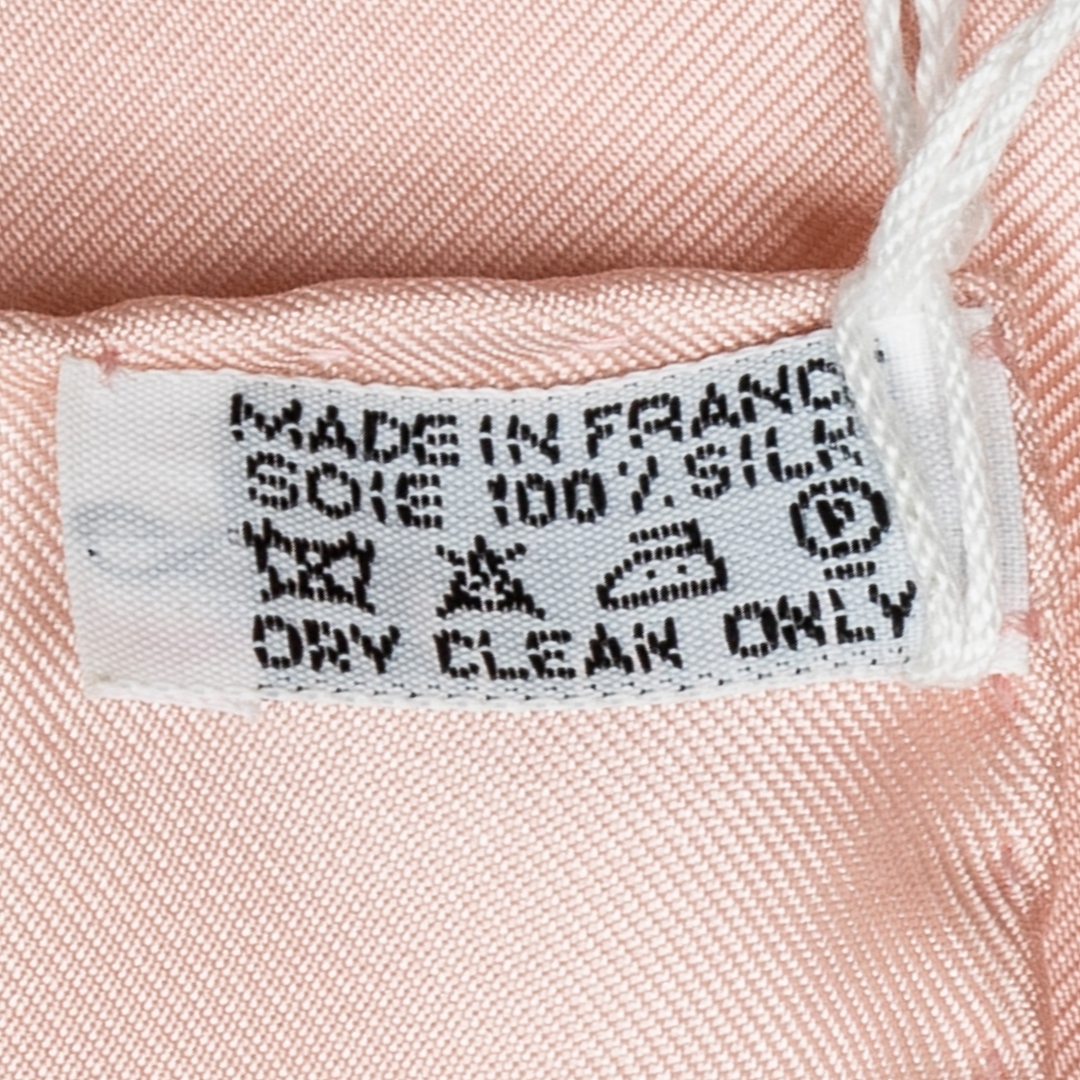 MADE IN FRANC
SOIE 100% SILK
P
DRY CLEAN ONLY